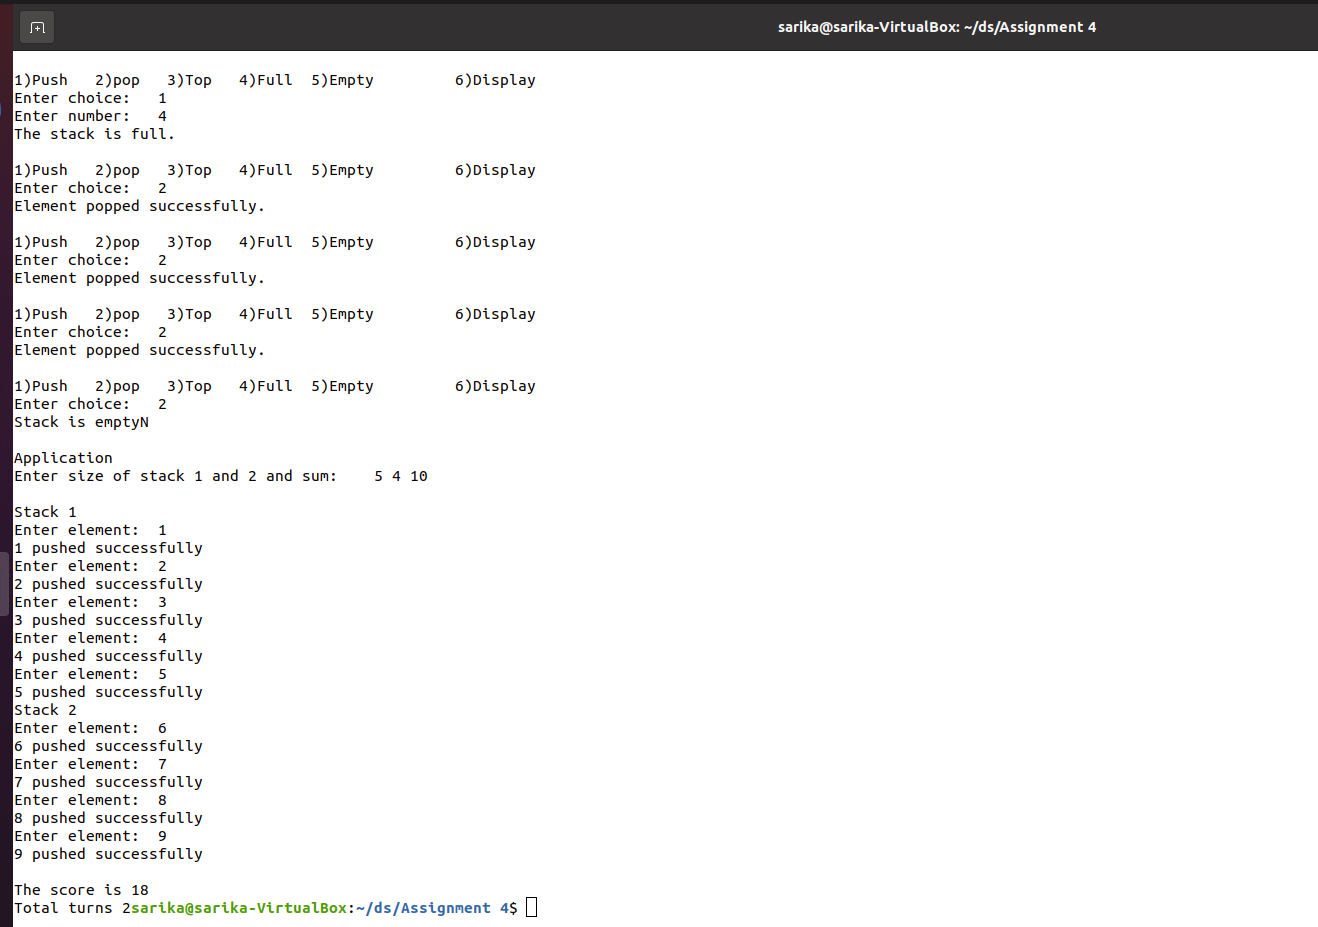 sarika@sarika-VirtualBox: ~/ds/Assignment 4
1)Push   2)pop   3)Top   4)Full  5)Empty         6)Display
Enter choice:   1
Enter number:   4
The stack is full.
1)Push   2)pop   3)Top   4)Full  5)Empty         6)Display
Enter choice:   2
Element popped successfully.
1)Push   2)pop   3)Top   4)Full  5)Empty         6)Display
Enter choice:   2
Element popped successfully.
1)Push   2)pop   3)Top   4)Full  5)Empty         6)Display
Enter choice:   2
Element popped successfully.
1)Push   2)pop   3)Top   4)Full  5)Empty         6)Display
Enter choice:   2
Stack is emptyN
Application
Enter size of stack 1 and 2 and sum:    5 4 10
Stack 1
Enter element:  1
1 pushed successfully
Enter element:  2
2 pushed successfully
Enter element:  3
3 pushed successfully
Enter element:  4
4 pushed successfully
Enter element:  5
5 pushed successfully
Stack 2
Enter element:  6
6 pushed successfully
Enter element:  7
7 pushed successfully
Enter element:  8
8 pushed successfully
Enter element:  9
9 pushed successfully
The score is 18
Total turns 2sarika@sarika-VirtualBox:~/ds/Assignment 4$